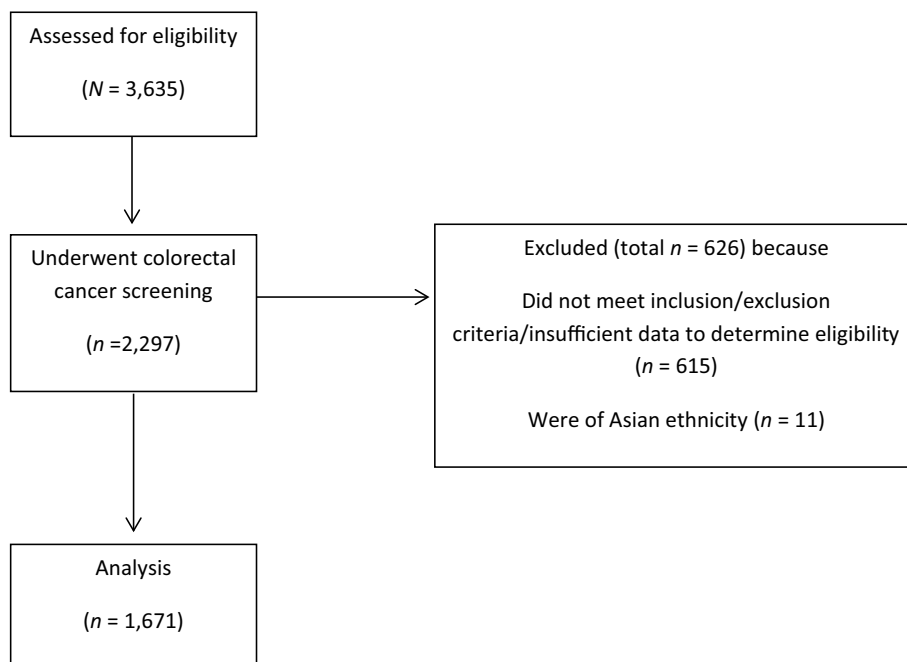 Assessed for eligibility
(N = 3,635)
Underwent colorectal
cancer screening
(n =2,297)
Excluded (total n = 626) because
Did not meet inclusion/exclusion
criteria/insufficient data to determine eligibility
(n = 615)
Were of Asian ethnicity (n = 11)
Analysis
(n = 1,671)